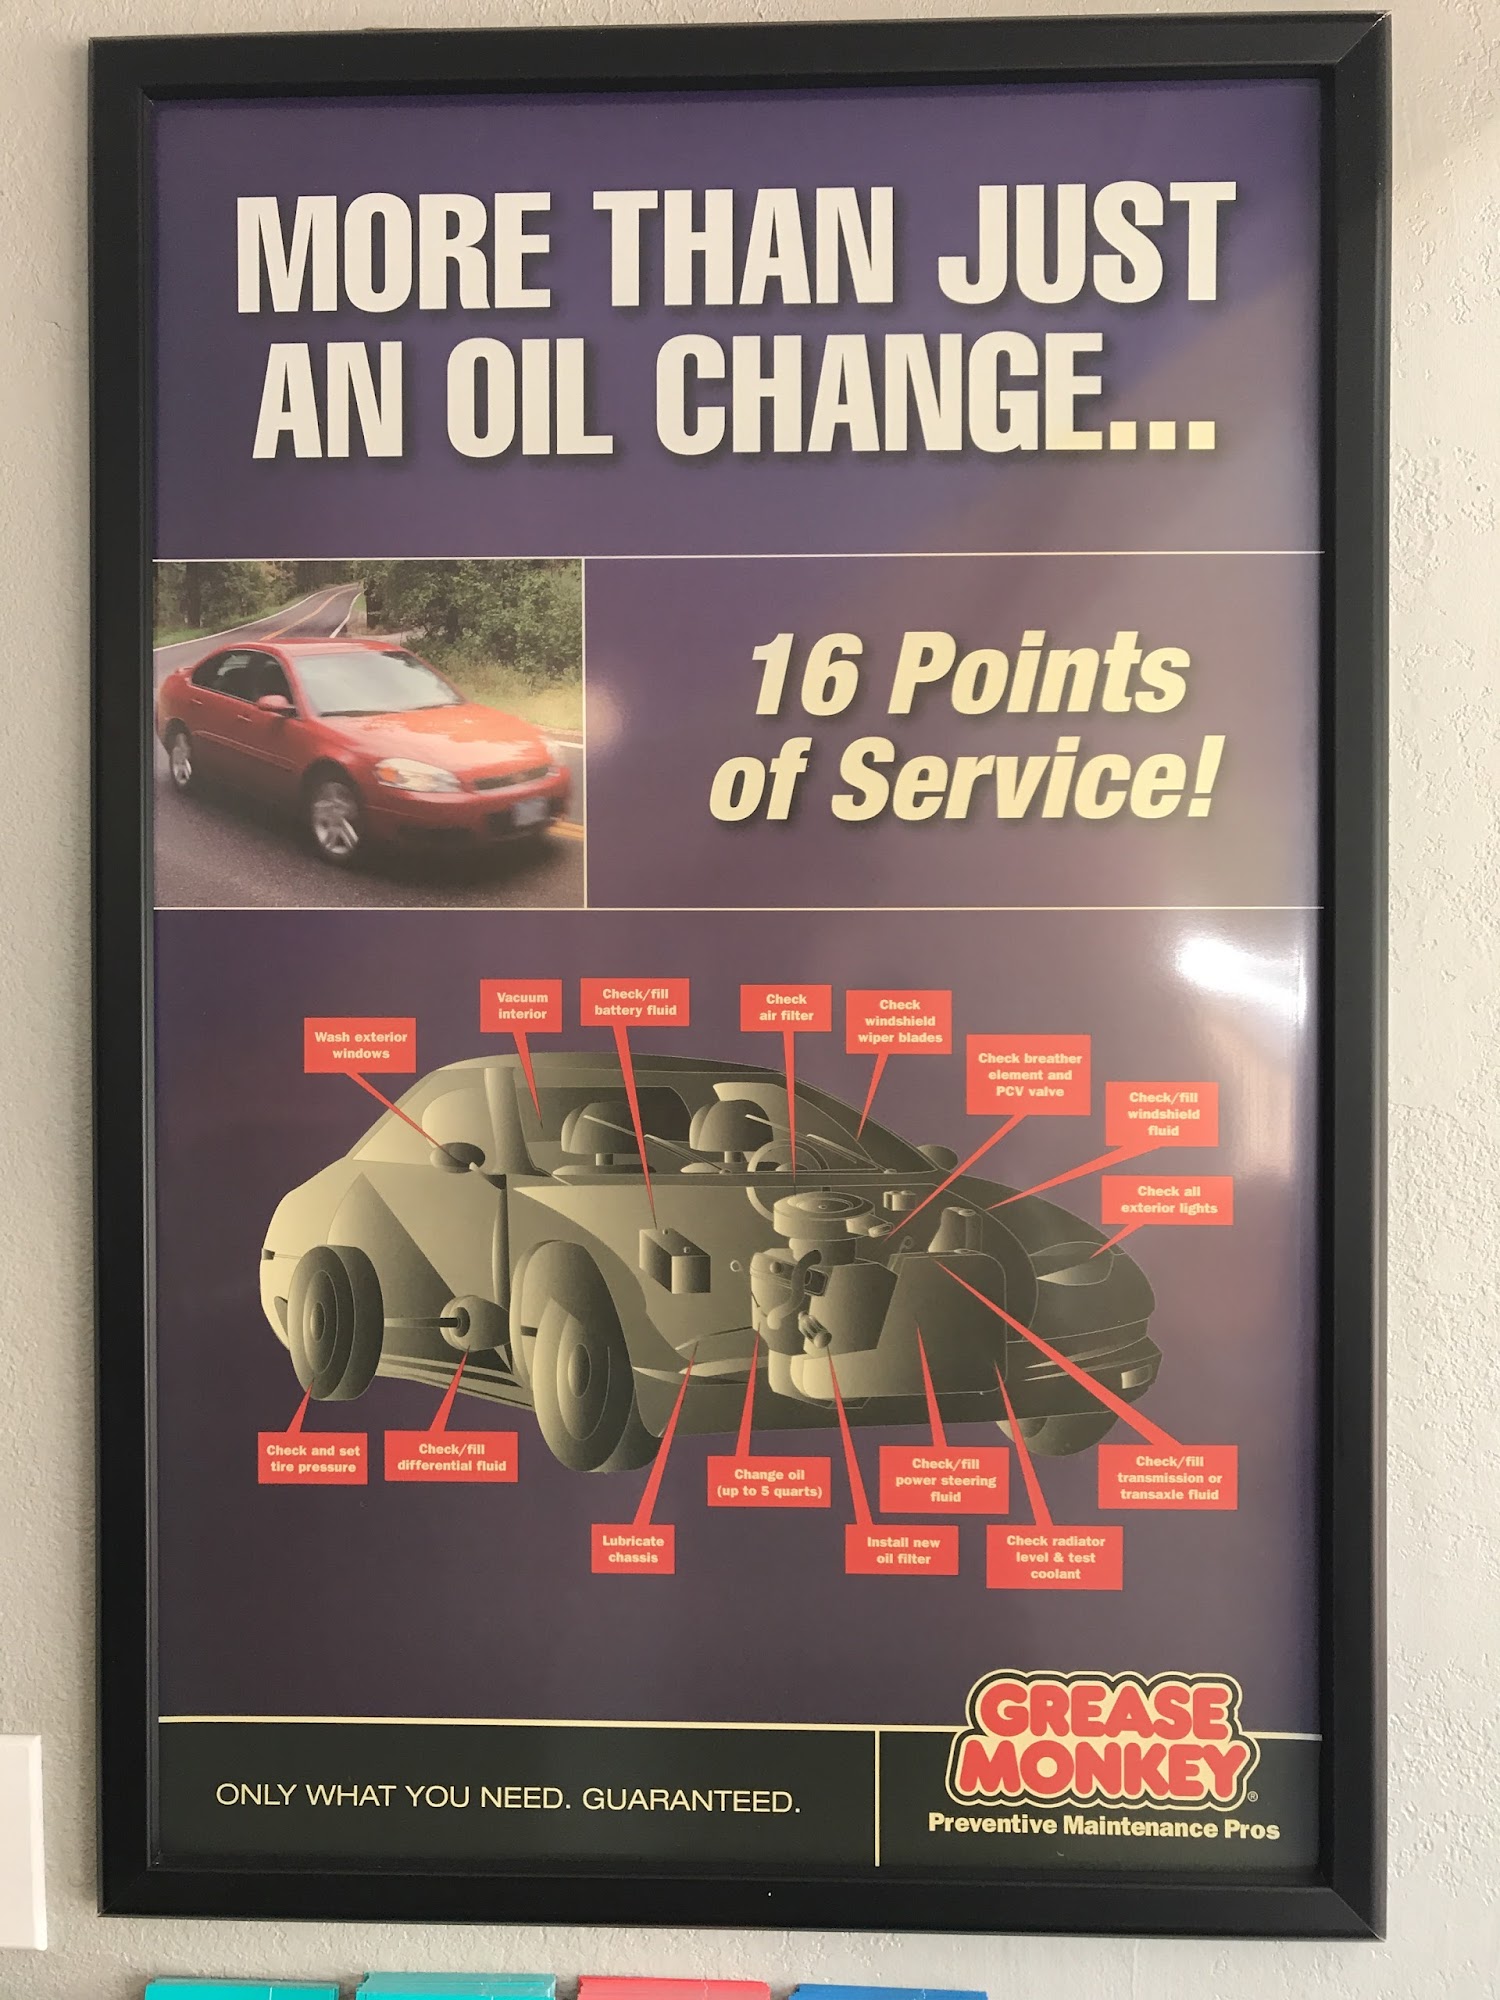 MORE THAN JUST
AN OIL CHANGE...
16 Points
of Service!
Wash exterior
windows
Vacuum
interior
Check/fill
battery fluid
Check
air filter
Check
windshield
wiper blades
Check breather
element and
PCV valve
Check/fill
windshield
fluid
Check all
exterior lights
Check and set
tire pressure
Check/fill
differential fluid
Lubricate
chassis
Change oil
(up to 5 quarts)
Install new
oil filter
Check/fill
power steering
fluid
Check radiator
level & test
coolant
Check/fill
transmission or
transaxle fluid
ONLY WHAT YOU NEED. GUARANTEED.
GREASE
MONKEY®
Preventive Maintenance Pros